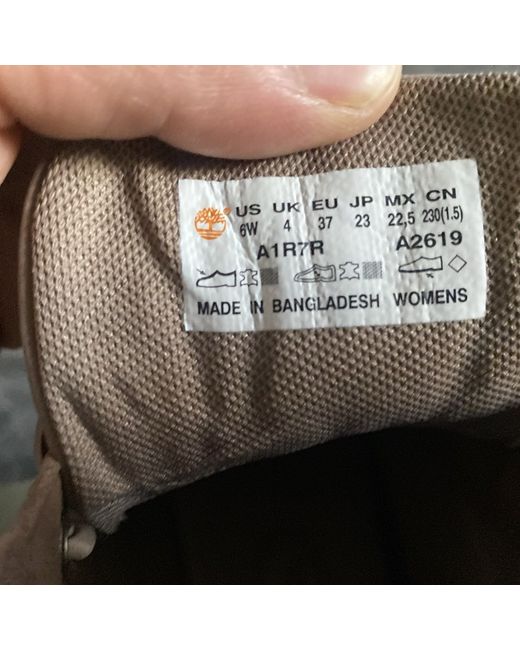 US UK EU JP MX CN
6W 4 37 23 22,5 230(1.5)
A1R7R A2619
MADE IN BANGLADESH WOMENS